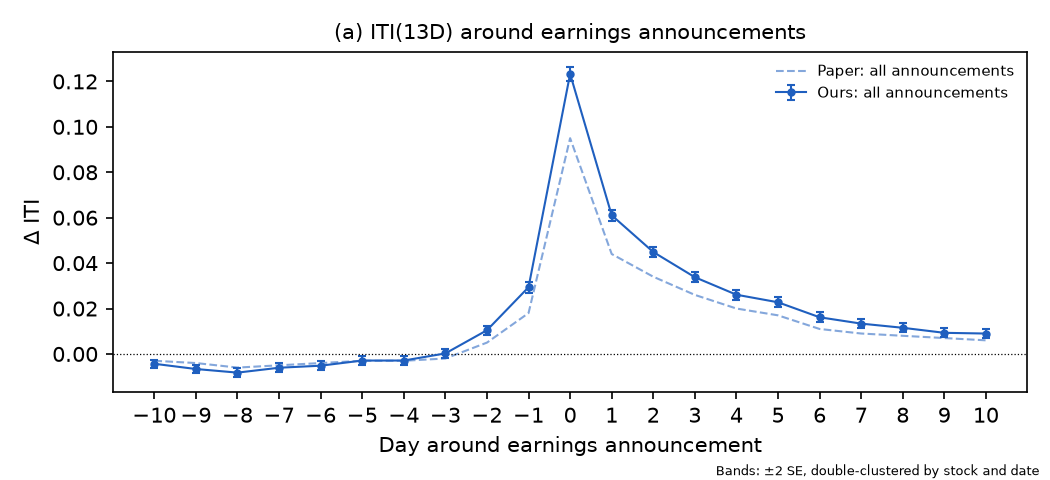 (a) ITI(13D) around earnings announcements
Paper: all announcements
Ours: all announcements
Δ ITI
0.12
0.10
0.08
0.06
0.04
0.02
0.00
−10 −9 −8 −7 −6 −5 −4 −3 −2 −1 0 1 2 3 4 5 6 7 8 9 10
Day around earnings announcement
Bands: ±2 SE, double-clustered by stock and date